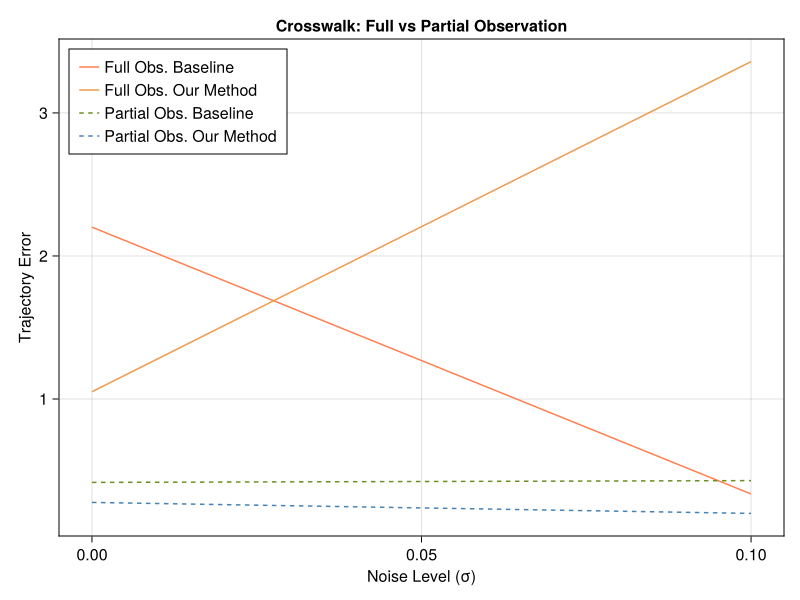 Crosswalk: Full vs Partial Observation
Full Obs. Baseline
Full Obs. Our Method
Partial Obs. Baseline
Partial Obs. Our Method
3
2
1
Trajectory Error
0.00
0.05
0.10
Noise Level (σ)